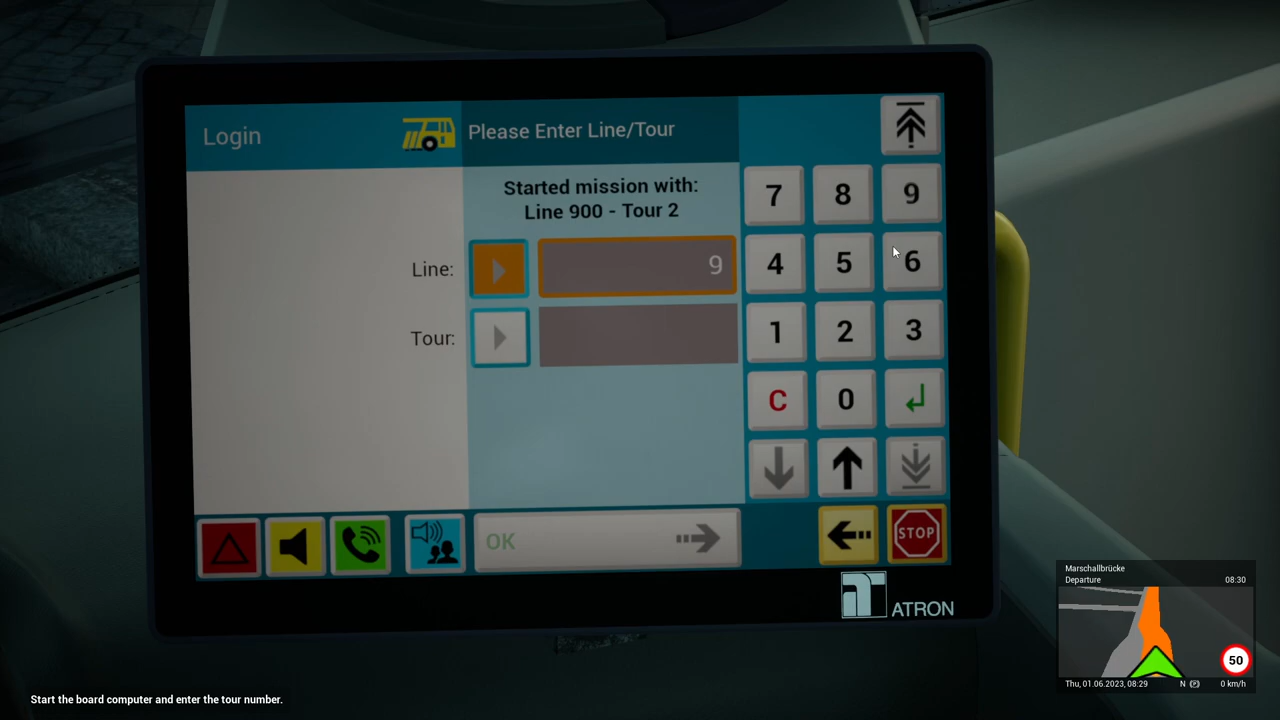 Login
Please Enter Line/Tour
Started mission with:
Line 900 - Tour 2
Line:
9
Tour:
7 8 9
4 5 6
1 2 3
C 0
OK
STOP
ATRON
Marschallbrücke
Departure 08:30
50
Thu, 01.06.2023, 08:29 N (P) 0 km/h
Start the board computer and enter the tour number.